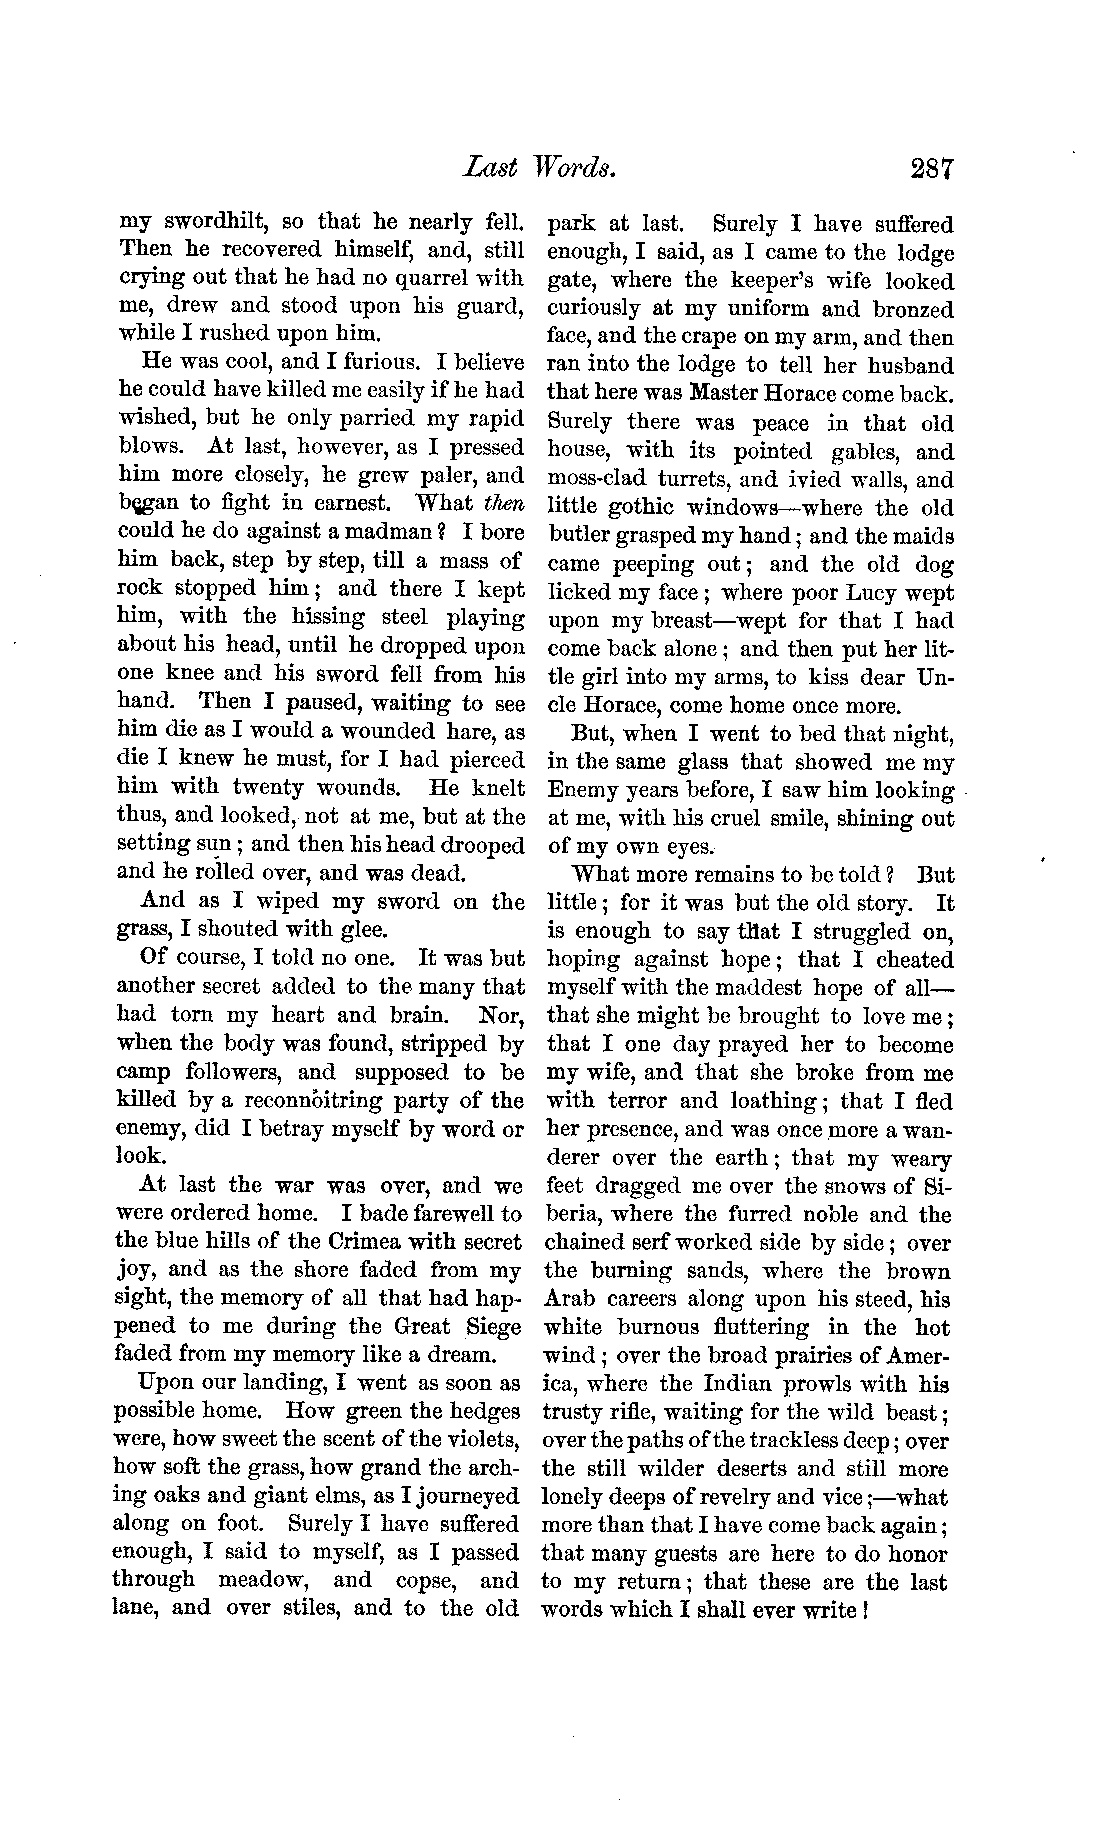 Last Words. 287
my swordhilt, so that he nearly fell.
Then he recovered himself, and, still
crying out that he had no quarrel with
me, drew and stood upon his guard,
while I rushed upon him.
He was cool, and I furious. I believe
he could have killed me easily if he had
wished, but he only parried my rapid
blows. At last, however, as I pressed
him more closely, he grew paler, and
began to fight in earnest. What then
could he do against a madman? I bore
him back, step by step, till a mass of
rock stopped him; and there I kept
him, with the hissing steel playing
about his head, until he dropped upon
one knee and his sword fell from his
hand. Then I paused, waiting to see
him die as I would a wounded hare, as
die I knew he must, for I had pierced
him with twenty wounds. He knelt
thus, and looked, not at me, but at the
setting sun; and then his head drooped
and he rolled over, and was dead.
And as I wiped my sword on the
grass, I shouted with glee.
Of course, I told no one. It was but
another secret added to the many that
had torn my heart and brain. Nor,
when the body was found, stripped by
camp followers, and supposed to be
killed by a reconnoitring party of the
enemy, did I betray myself by word or
look.
At last the war was over, and we
were ordered home. I bade farewell to
the blue hills of the Crimea with secret
joy, and as the shore faded from my
sight, the memory of all that had hap-
pened to me during the Great Siege
faded from my memory like a dream.
Upon our landing, I went as soon as
possible home. How green the hedges
were, how sweet the scent of the violets,
how soft the grass, how grand the arch-
ing oaks and giant elms, as I journeyed
along on foot. Surely I have suffered
enough, I said to myself, as I passed
through meadow, and copse, and
lane, and over stiles, and to the old
park at last. Surely I have suffered
enough, I said, as I came to the lodge
gate, where the keeper's wife looked
curiously at my uniform and bronzed
face, and the crape on my arm, and then
ran into the lodge to tell her husband
that here was Master Horace come back.
Surely there was peace in that old
house, with its pointed gables, and
moss-clad turrets, and ivied walls, and
little gothic windows—where the old
butler grasped my hand; and the maids
came peeping out; and the old dog
licked my face; where poor Lucy wept
upon my breast—wept for that I had
come back alone; and then put her lit-
tle girl into my arms, to kiss dear Un-
cle Horace, come home once more.
But, when I went to bed that night,
in the same glass that showed me my
Enemy years before, I saw him looking
at me, with his cruel smile, shining out
of my own eyes.
What more remains to be told? But
little; for it was but the old story. It
is enough to say that I struggled on,
hoping against hope; that I cheated
myself with the maddest hope of all—
that she might be brought to love me;
that I one day prayed her to become
my wife, and that she broke from me
with terror and loathing; that I fled
her presence, and was once more a wan-
derer over the earth; that my weary
feet dragged me over the snows of Si-
beria, where the furred noble and the
chained serf worked side by side; over
the burning sands, where the brown
Arab careers along upon his steed, his
white burnous fluttering in the hot
wind; over the broad prairies of Amer-
ica, where the Indian prowls with his
trusty rifle, waiting for the wild beast;
over the paths of the trackless deep; over
the still wilder deserts and still more
lonely deeps of revelry and vice;—what
more than that I have come back again;
that many guests are here to do honor
to my return; that these are the last
words which I shall ever write!